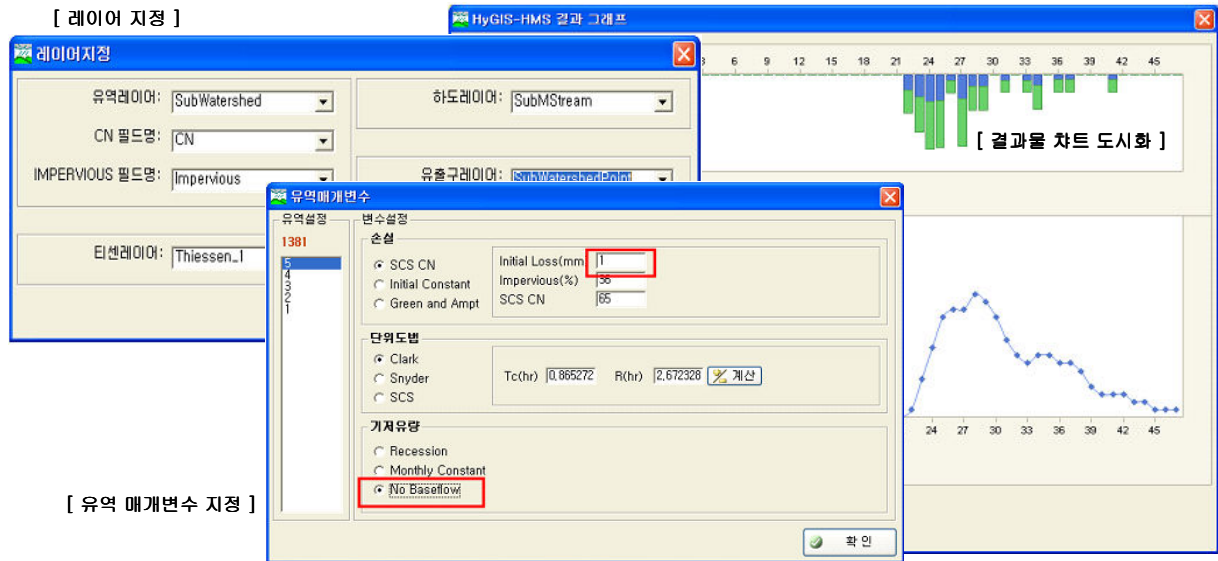 [ 레이어 지정 ]
HyGIS-HMS 결과 그래프
레이어지정
유역레이어: SubWatershed
하도레이어: SubMStream
CN 필드명: CN
IMPERVIOUS 필드명: Impervious
유출구레이어: SubWatershedPoint
티센레이어: Thiessen_1
3 6 9 12 15 18 21 24 27 30 33 36 39 42 45
[ 결과물 챠트 도시화 ]
유역매개변수
유역설정
1381
5
4
3
2
1
변수설정
손실
SCS CN
Initial Constant
Green and Ampt
Initial Loss(mm 1
Impervious(%) 36
SCS CN 65
단위도법
Clark
Snyder
SCS
Tc(hr) 0,865272 R(hr) 2,672328 계산
기저유량
Recession
Monthly Constant
No Baseflow
확 인
24 27 30 33 36 39 42 45
[ 유역 매개변수 지정 ]